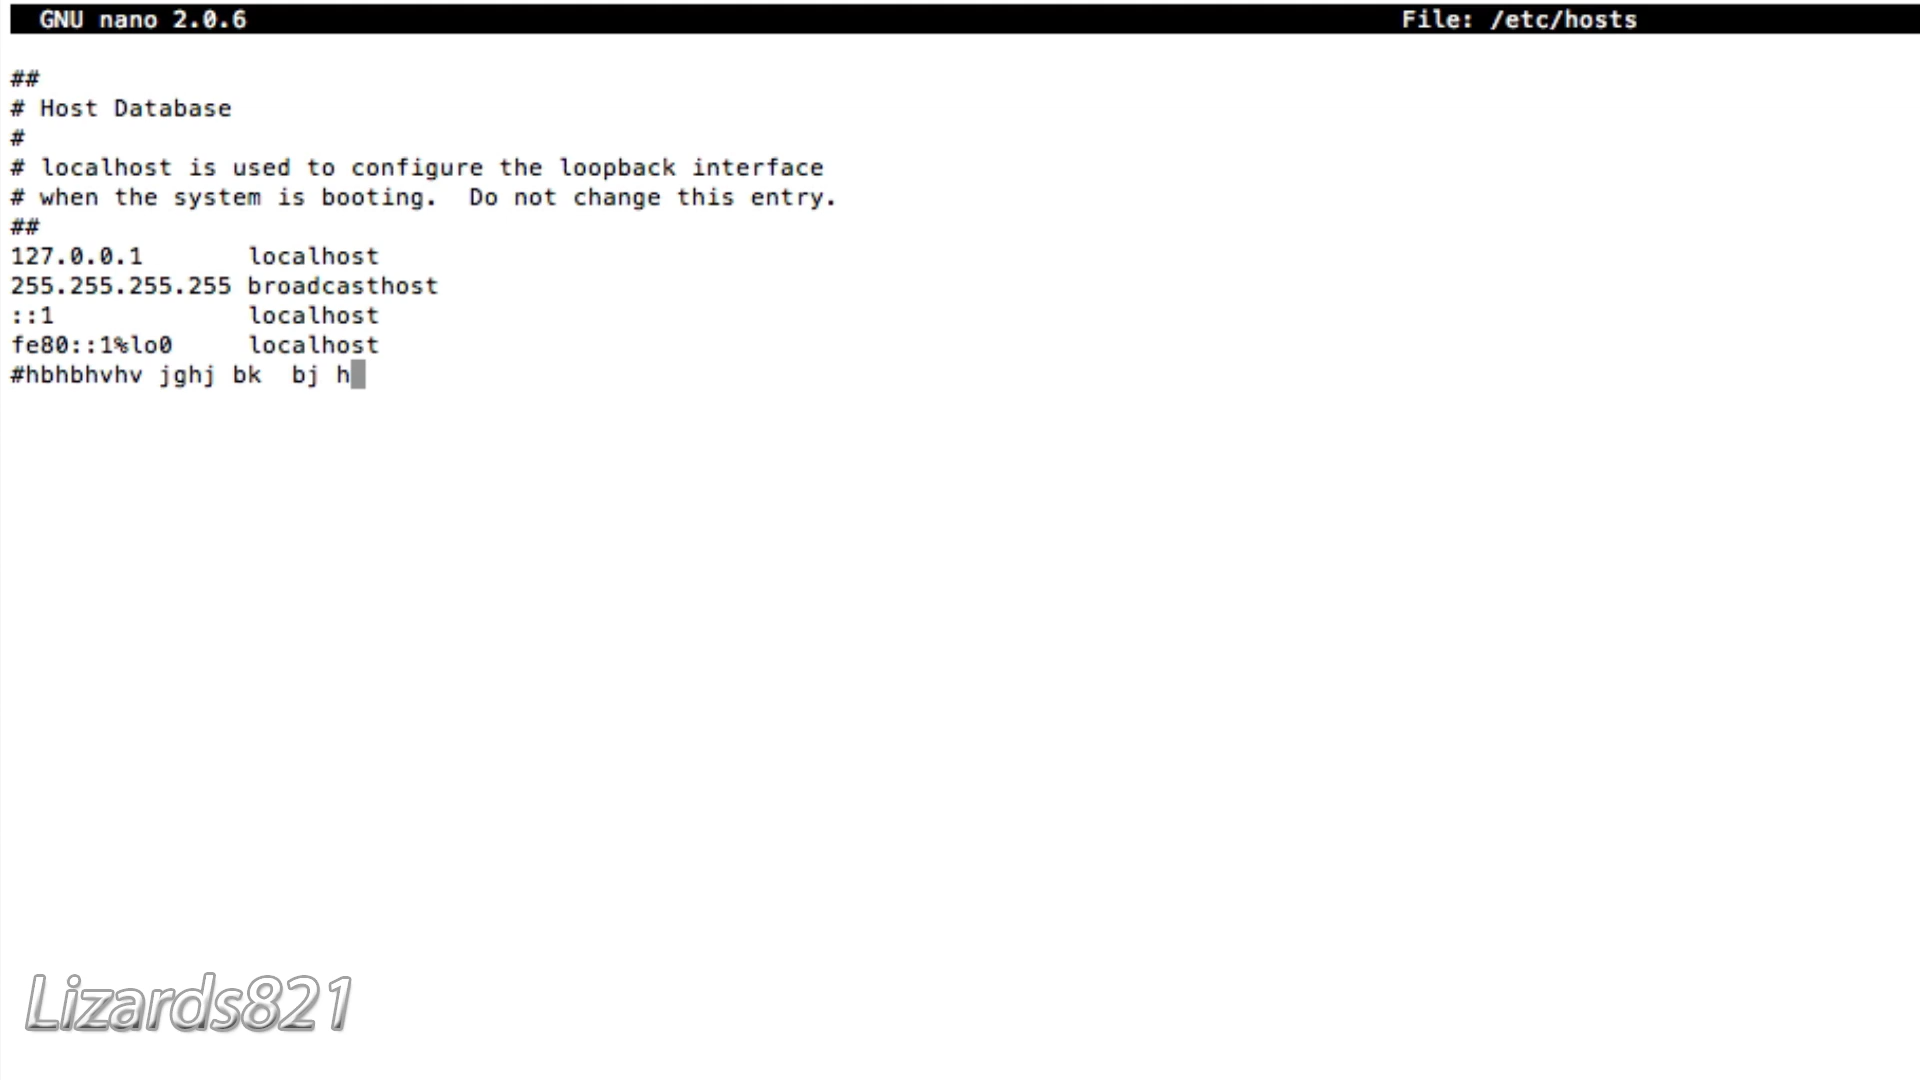 GNU nano 2.0.6 File: /etc/hosts
##
# Host Database
#
# localhost is used to configure the loopback interface
# when the system is booting.  Do not change this entry.
##
127.0.0.1       localhost
255.255.255.255 broadcasthost
::1             localhost
fe80::1%lo0     localhost
#hbhbhvhv jghj bk  bj h
Lizards821